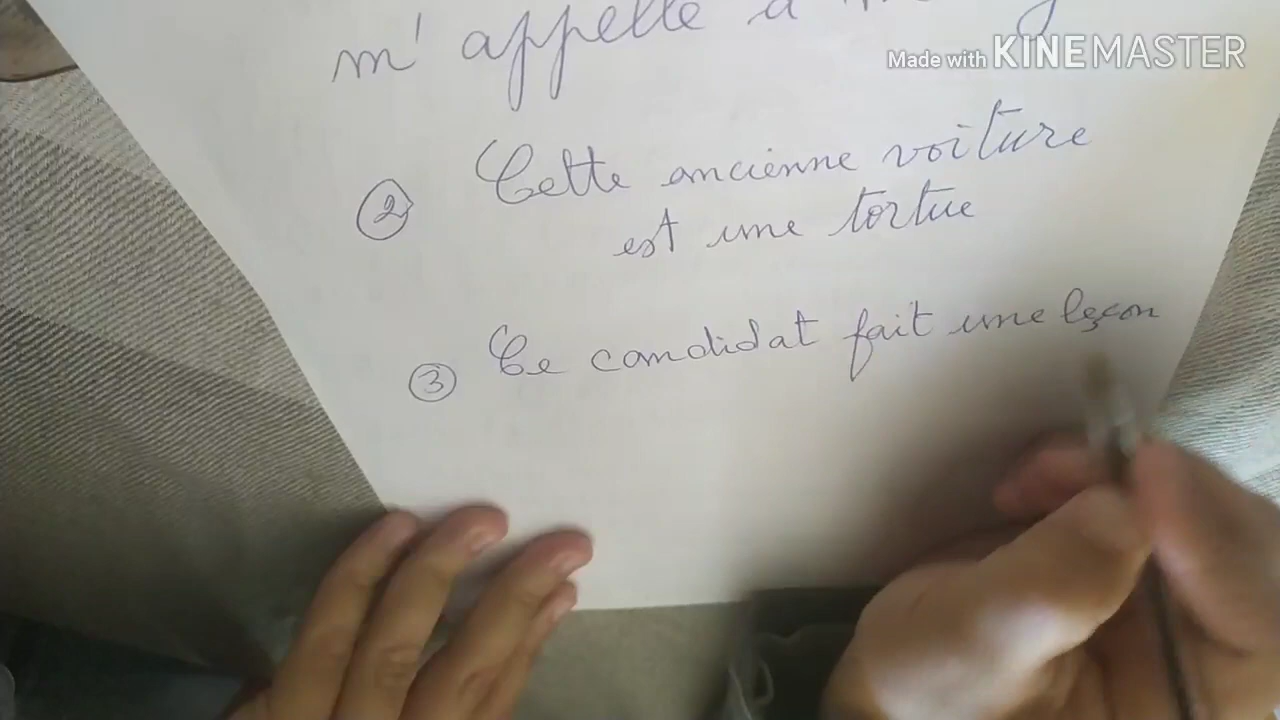 m' appelle à
Made with KINEMASTER
② Cette ancienne voiture
est une tortue
③ Ce candidat fait une leçon